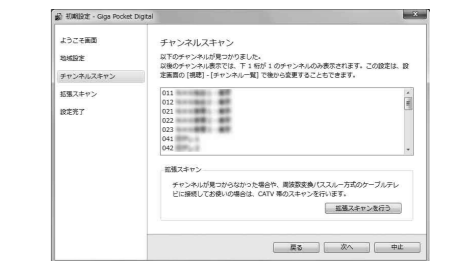 初期設定 - Giga Pocket Digital
ようこそ画面
地域設定
チャンネルスキャン
拡張スキャン
設定完了
チャンネルスキャン
以下のチャンネルが見つかりました。
以後のチャンネル表示では、下 1 桁が 1 のチャンネルのみ表示されます。この設定は、設
定画面の [視聴] - [チャンネル一覧] で後から変更することもできます。
011
012
021
022
023
041
042
拡張スキャン
チャンネルが見つからなかった場合や、周波数変換パススルー方式のケーブルテレ
ビに接続してお使いの場合は、CATV 帯のスキャンを行います。
拡張スキャンを行う
戻る
次へ
中止